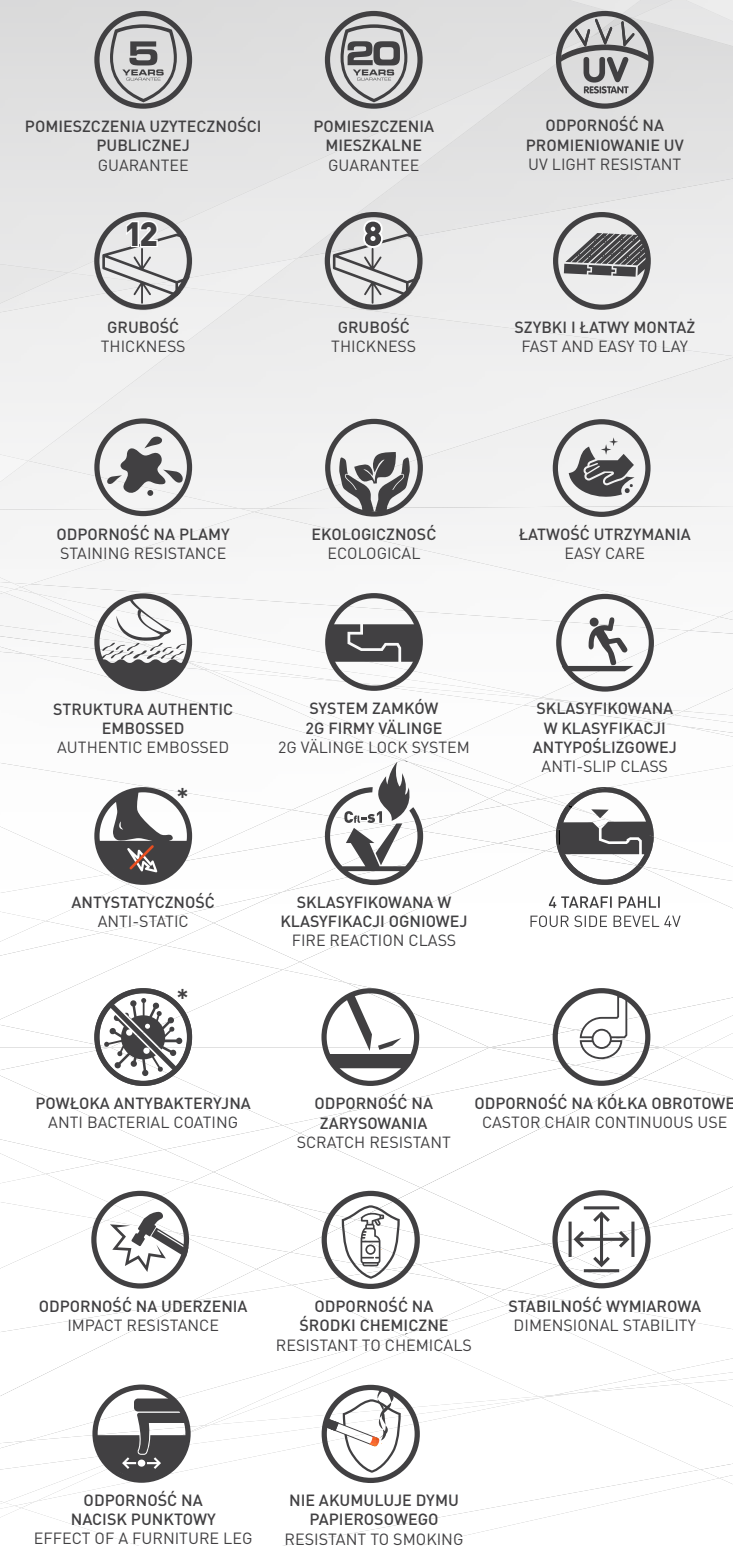 5
YEARS
GUARANTEE
POMIESZCZENIA UZYTECZNOŚCI
PUBLICZNEJ
GUARANTEE
20
YEARS
GUARANTEE
POMIESZCZENIA
MIESZKALNE
GUARANTEE
UV
RESISTANT
ODPORNOŚĆ NA
PROMIENIOWANIE UV
UV LIGHT RESISTANT
12
GRUBOŚĆ
THICKNESS
8
GRUBOŚĆ
THICKNESS
SZYBKI I ŁATWY MONTAŻ
FAST AND EASY TO LAY
ODPORNOŚĆ NA PLAMY
STAINING RESISTANCE
EKOLOGICZNOSĆ
ECOLOGICAL
ŁATWOŚĆ UTRZYMANIA
EASY CARE
STRUKTURA AUTHENTIC
EMBOSSED
AUTHENTIC EMBOSSED
SYSTEM ZAMKÓW
2G FIRMY VÄLINGE
2G VÄLINGE LOCK SYSTEM
SKLASYFIKOWANA
W KLASYFIKACJI
ANTYPOŚLIZGOWEJ
ANTI-SLIP CLASS
*
ANTYSTATYCZNOŚĆ
ANTI-STATIC
Cfl-s1
SKLASYFIKOWANA W
KLASYFIKACJI OGNIOWEJ
FIRE REACTION CLASS
4 TARAFI PAHLI
FOUR SIDE BEVEL 4V
*
POWŁOKA ANTYBAKTERYJNA
ANTI BACTERIAL COATING
ODPORNOŚĆ NA
ZARYSOWANIA
SCRATCH RESISTANT
ODPORNOŚĆ NA KÓŁKA OBROTOWE
CASTOR CHAIR CONTINUOUS USE
ODPORNOŚĆ NA UDERZENIA
IMPACT RESISTANCE
ODPORNOŚĆ NA
ŚRODKI CHEMICZNE
RESISTANT TO CHEMICALS
STABILNOŚĆ WYMIAROWA
DIMENSIONAL STABILITY
ODPORNOŚĆ NA
NACISK PUNKTOWY
EFFECT OF A FURNITURE LEG
NIE AKUMULUJE DYMU
PAPIEROSOWEGO
RESISTANT TO SMOKING